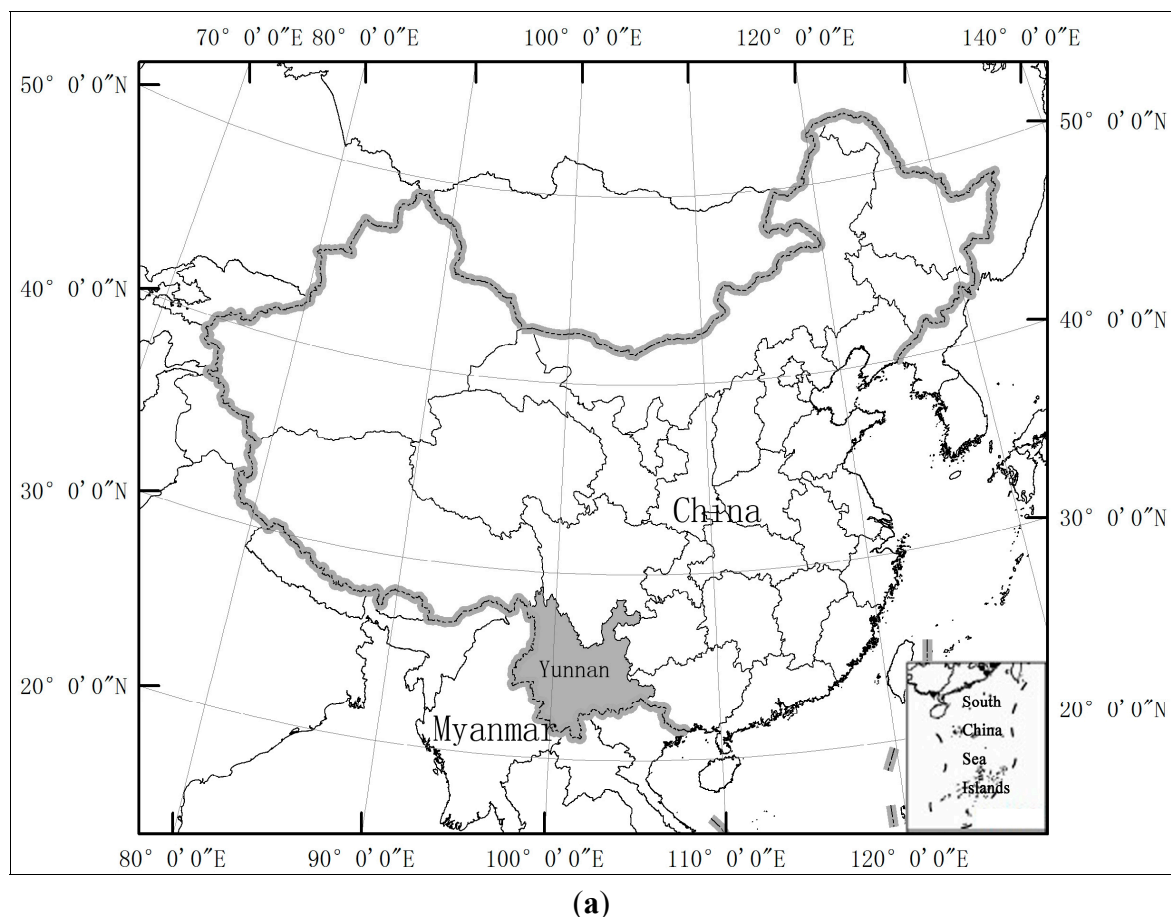 70° 0'0"E 80° 0'0"E 100° 0'0"E 120° 0'0"E 140° 0'0"E
50° 0'0"N 50° 0'0"N
40° 0'0"N 40° 0'0"N
30° 0'0"N 30° 0'0"N
China
Yunnan
20° 0'0"N 20° 0'0"N
Myanmar
South
China
Sea
Islands
80° 0'0"E 90° 0'0"E 100° 0'0"E 110° 0'0"E 120° 0'0"E
(a)